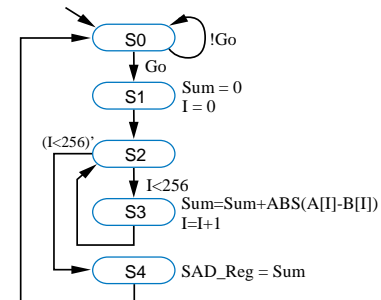 S0
!Go
Go
S1
Sum = 0
I = 0
(I<256)'
S2
I<256
S3
Sum=Sum+ABS(A[I]-B[I])
I=I+1
S4
SAD_Reg = Sum